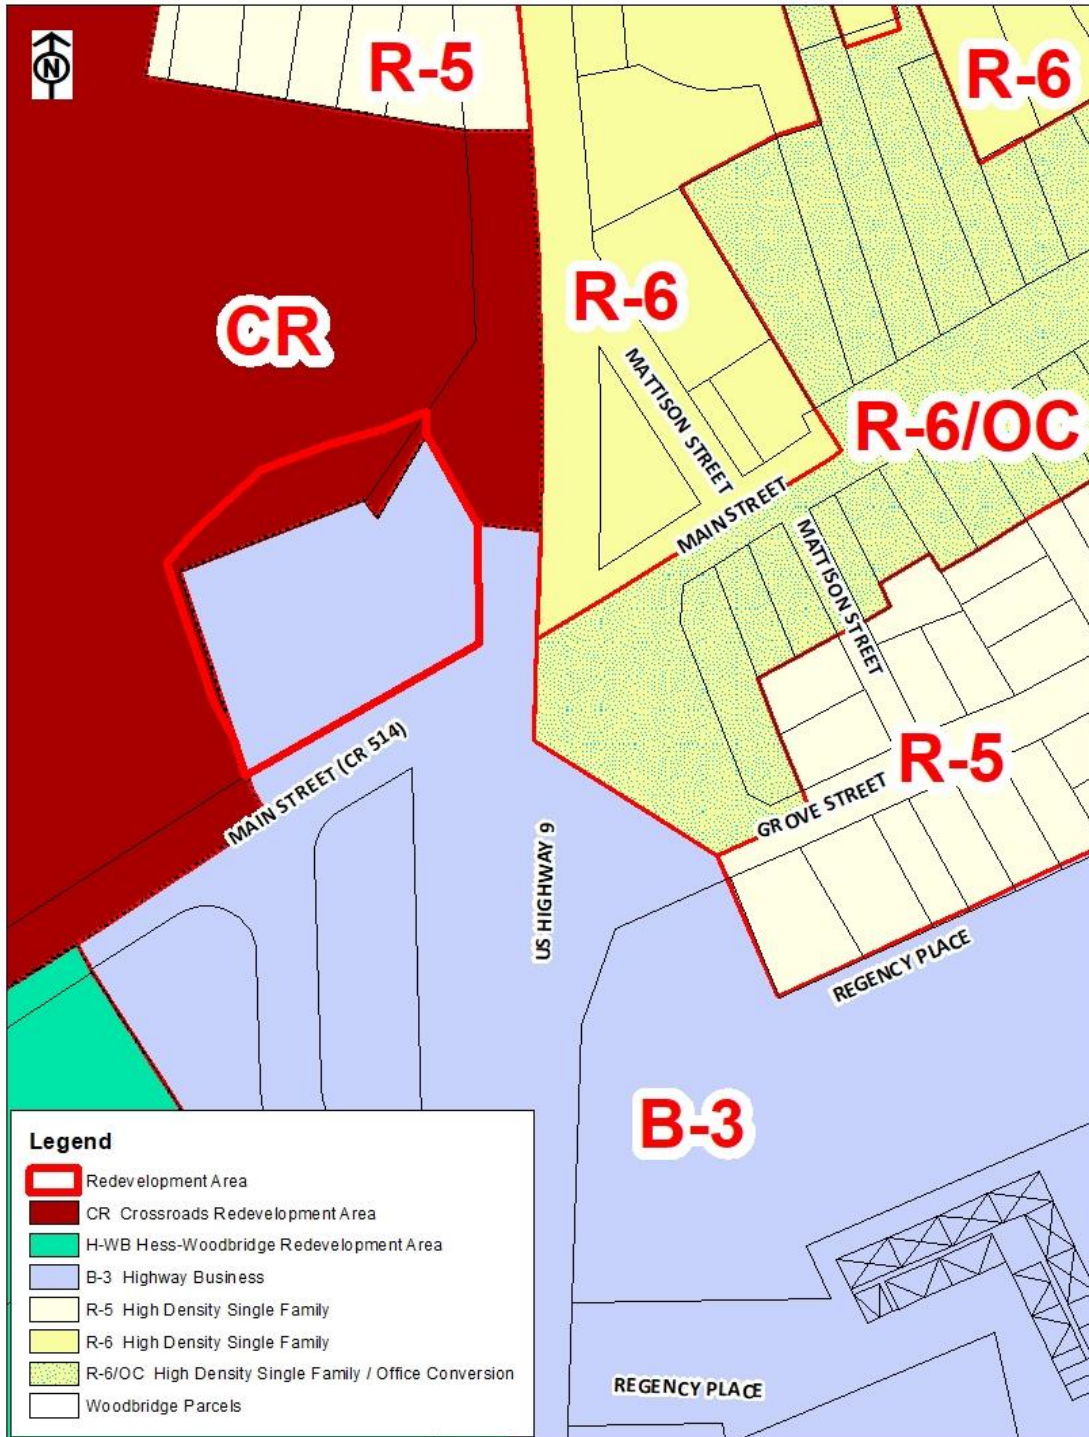 N
R-5
R-6
R-6
CR
MATTISON STREET
R-6/OC
MAIN STREET
MATTISON STREET
R-5
MAIN STREET (CR 514)
GROVE STREET
US HIGHWAY 9
REGENCY PLACE
B-3
REGENCY PLACE
Legend
Redevelopment Area
CR Crossroads Redevelopment Area
H-WB Hess-Woodbridge Redevelopment Area
B-3 Highway Business
R-5 High Density Single Family
R-6 High Density Single Family
R-6/OC High Density Single Family / Office Conversion
Woodbridge Parcels